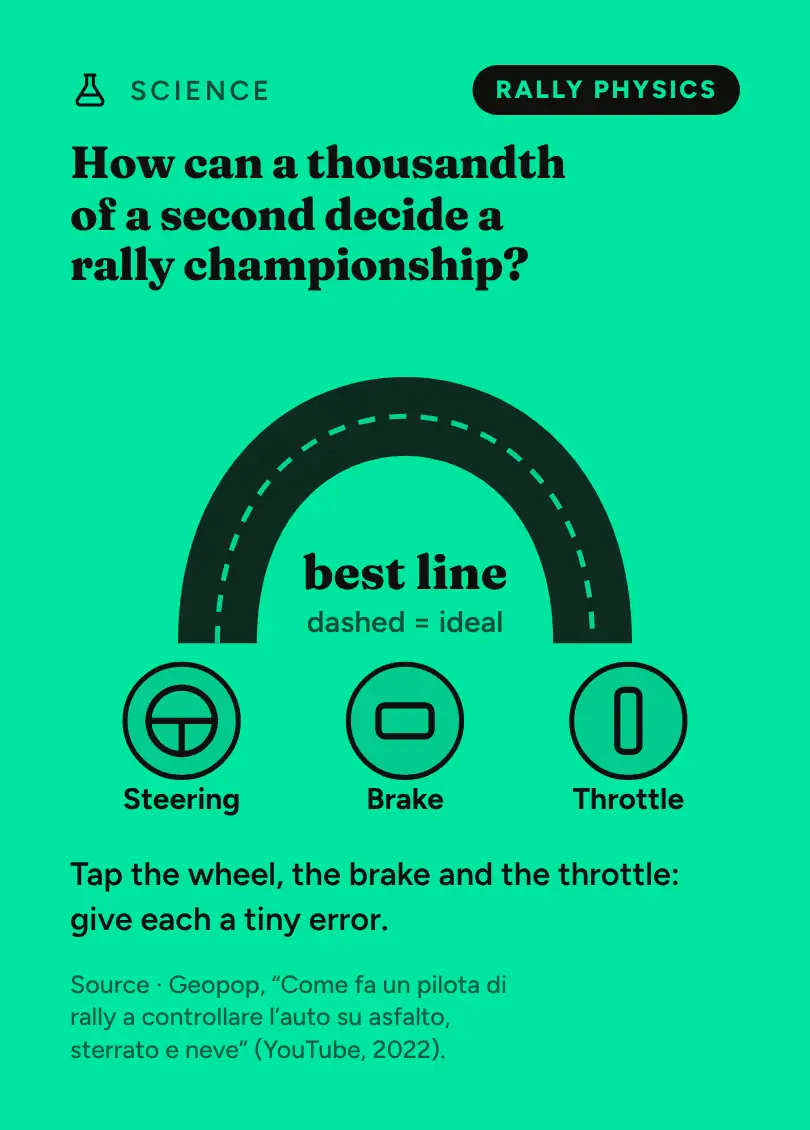 SCIENCE
RALLY PHYSICS
How can a thousandth
of a second decide a
rally championship?
best line
dashed = ideal
Steering
Brake
Throttle
Tap the wheel, the brake and the throttle:
give each a tiny error.
Source · Geopop, “Come fa un pilota di
rally a controllare l’auto su asfalto,
sterrato e neve” (YouTube, 2022).